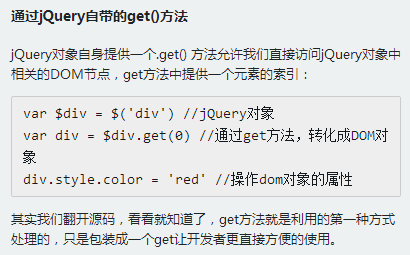 通过jQuery自带的get()方法
jQuery对象自身提供一个.get() 方法允许我们直接访问jQuery对象中
相关的DOM节点，get方法中提供一个元素的索引：
var $div = $('div') //jQuery对象
var div = $div.get(0) //通过get方法，转化成DOM对
象
div.style.color = 'red' //操作dom对象的属性
其实我们翻开源码，看看就知道了，get方法就是利用的第一种方式
处理的，只是包装成一个get让开发者更直接方便的使用。